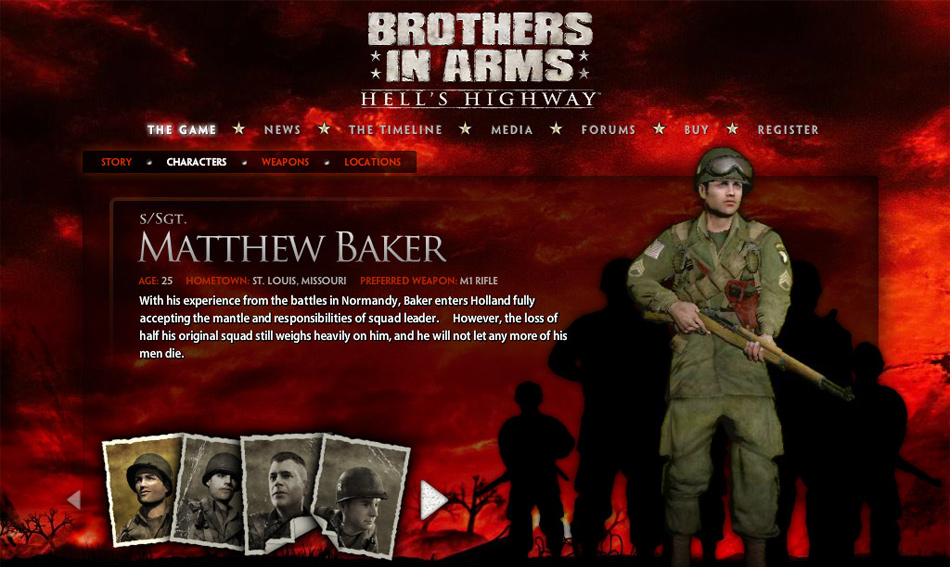 BROTHERS
IN ARMS
HELL'S HIGHWAY™
THE GAME NEWS THE TIMELINE MEDIA FORUMS BUY REGISTER
STORY CHARACTERS WEAPONS LOCATIONS
S/SGT.
MATTHEW BAKER
AGE: 25 HOMETOWN: ST. LOUIS, MISSOURI PREFERRED WEAPON: M1 RIFLE
With his experience from the battles in Normandy, Baker enters Holland fully
accepting the mantle and responsibilities of squad leader. However, the loss of
half his original squad still weighs heavily on him, and he will not let any more of his
men die.